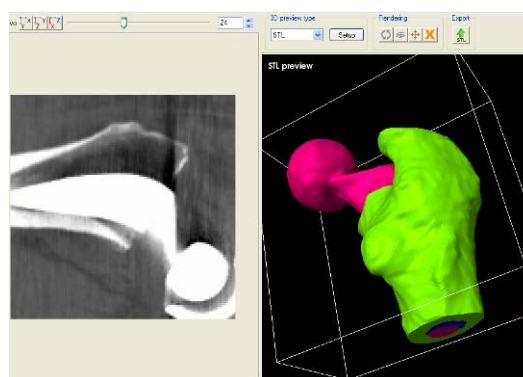 3D preview type
Rendering
Export
24
STL
Setup
STL
STL preview